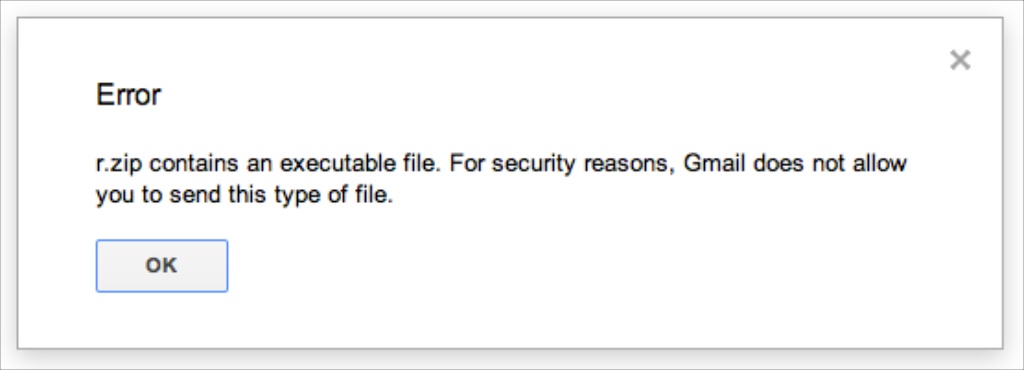 Error
r.zip contains an executable file. For security reasons, Gmail does not allow
you to send this type of file.
OK